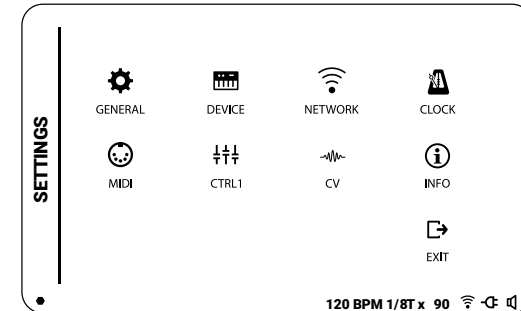 SETTINGS
GENERAL DEVICE NETWORK CLOCK
MIDI CTRL1 CV INFO
EXIT
120 BPM 1/8T x 90